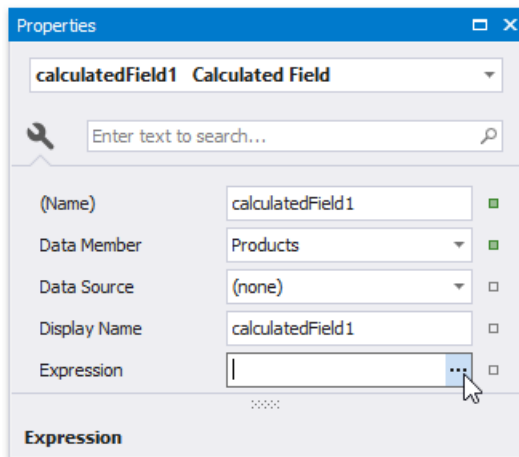 Properties
calculatedField1 Calculated Field
Enter text to search...
(Name) calculatedField1
Data Member Products
Data Source (none)
Display Name calculatedField1
Expression ...
Expression